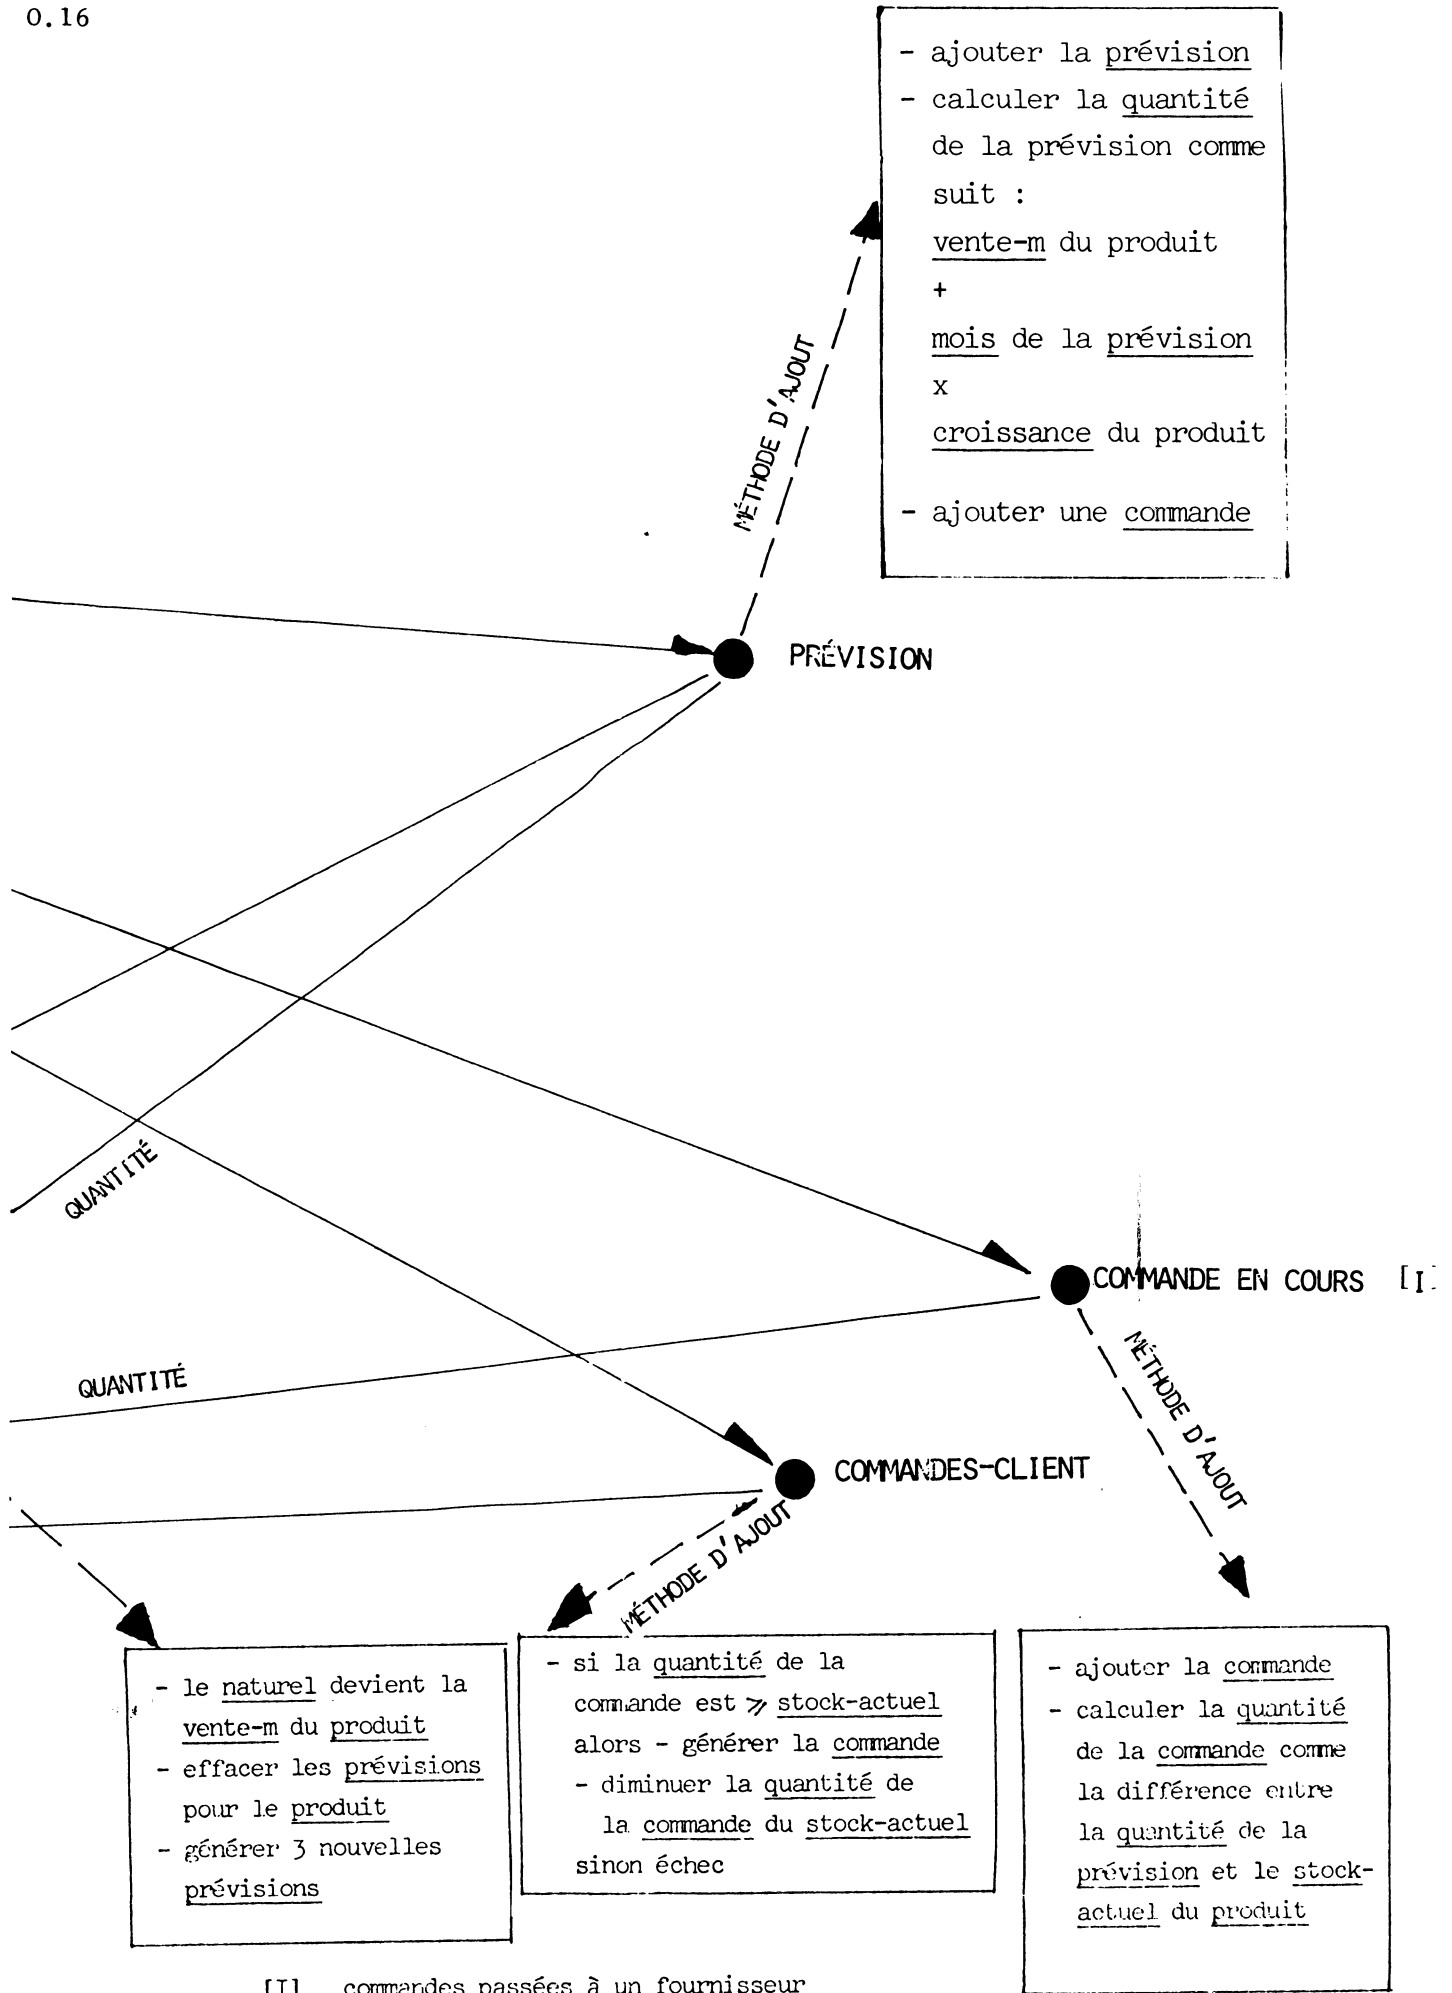 0.16
- ajouter la prévision
- calculer la quantité
de la prévision comme
suit :
vente-m du produit
+
mois de la prévision
x
croissance du produit
- ajouter une commande
MÉTHODE D'AJOUT
PRÉVISION
QUANTITÉ
COMMANDE EN COURS [I]
MÉTHODE D'AJOUT
QUANTITÉ
COMMANDES-CLIENT
MÉTHODE D'AJOUT
- le naturel devient la
vente-m du produit
- effacer les prévisions
pour le produit
- générer 3 nouvelles
prévisions
- si la quantité de la
commande est ⩾ stock-actuel
alors - générer la commande
- diminuer la quantité de
la commande du stock-actuel
sinon échec
- ajouter la commande
- calculer la quantité
de la commande comme
la différence entre
la quantité de la
prévision et le stock-
actuel du produit
[I] commandes passées à un fournisseur